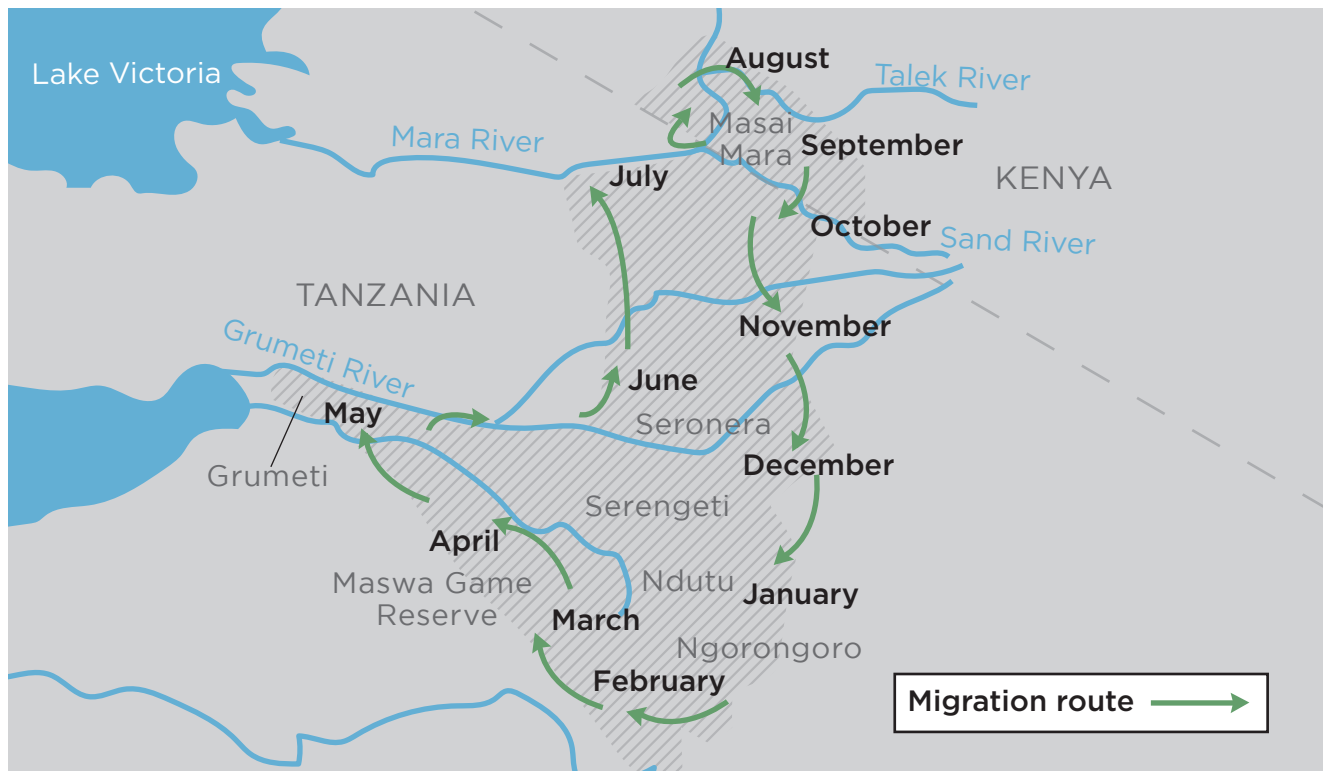 August
Lake Victoria
Talek River
Masai
Mara
Mara River
September
July
KENYA
October
Sand River
TANZANIA
November
Grumeti River
June
May
Seronera
December
Grumeti
Serengeti
April
Ndutu
Maswa Game
Reserve
January
March
Ngorongoro
February
Migration route